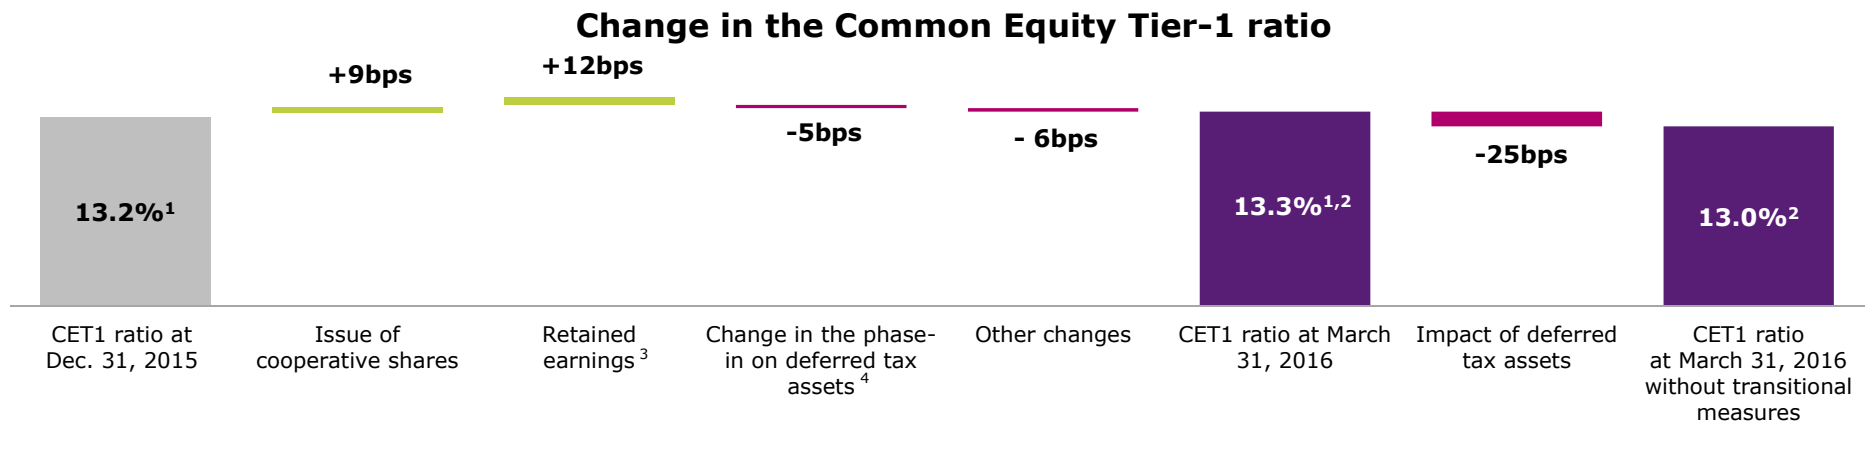 Change in the Common Equity Tier-1 ratio
+9bps
+12bps
-5bps
- 6bps
-25bps
13.2%¹
13.3%¹,²
13.0%²
CET1 ratio at
Dec. 31, 2015
Issue of
cooperative shares
Retained
earnings ³
Change in the phase-
in on deferred tax
assets ⁴
Other changes
CET1 ratio at March
31, 2016
Impact of deferred
tax assets
CET1 ratio
at March 31, 2016
without transitional
measures